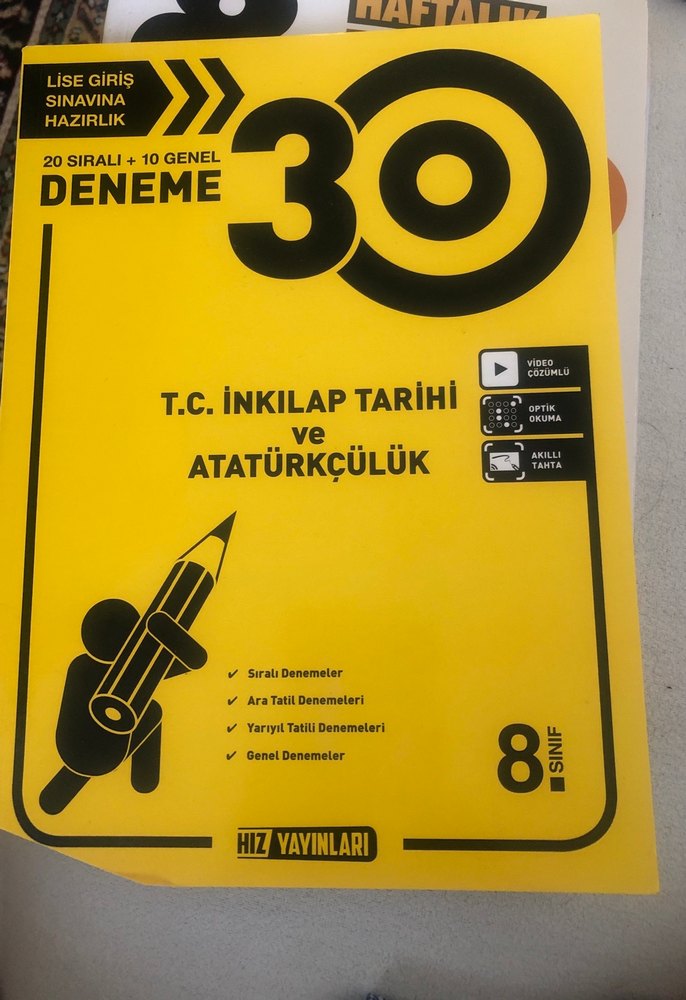 HAFTALIK
LİSE GİRİŞ
SINAVINA
HAZIRLIK
20 SIRALI + 10 GENEL
DENEME
30
VİDEO
ÇÖZÜMLÜ
OPTİK
OKUMA
AKILLI
TAHTA
T.C. İNKILAP TARİHİ
ve
ATATÜRKÇÜLÜK
✔ Sıralı Denemeler
✔ Ara Tatil Denemeleri
✔ Yarıyıl Tatili Denemeleri
✔ Genel Denemeler
8.SINIF
HIZ YAYINLARI